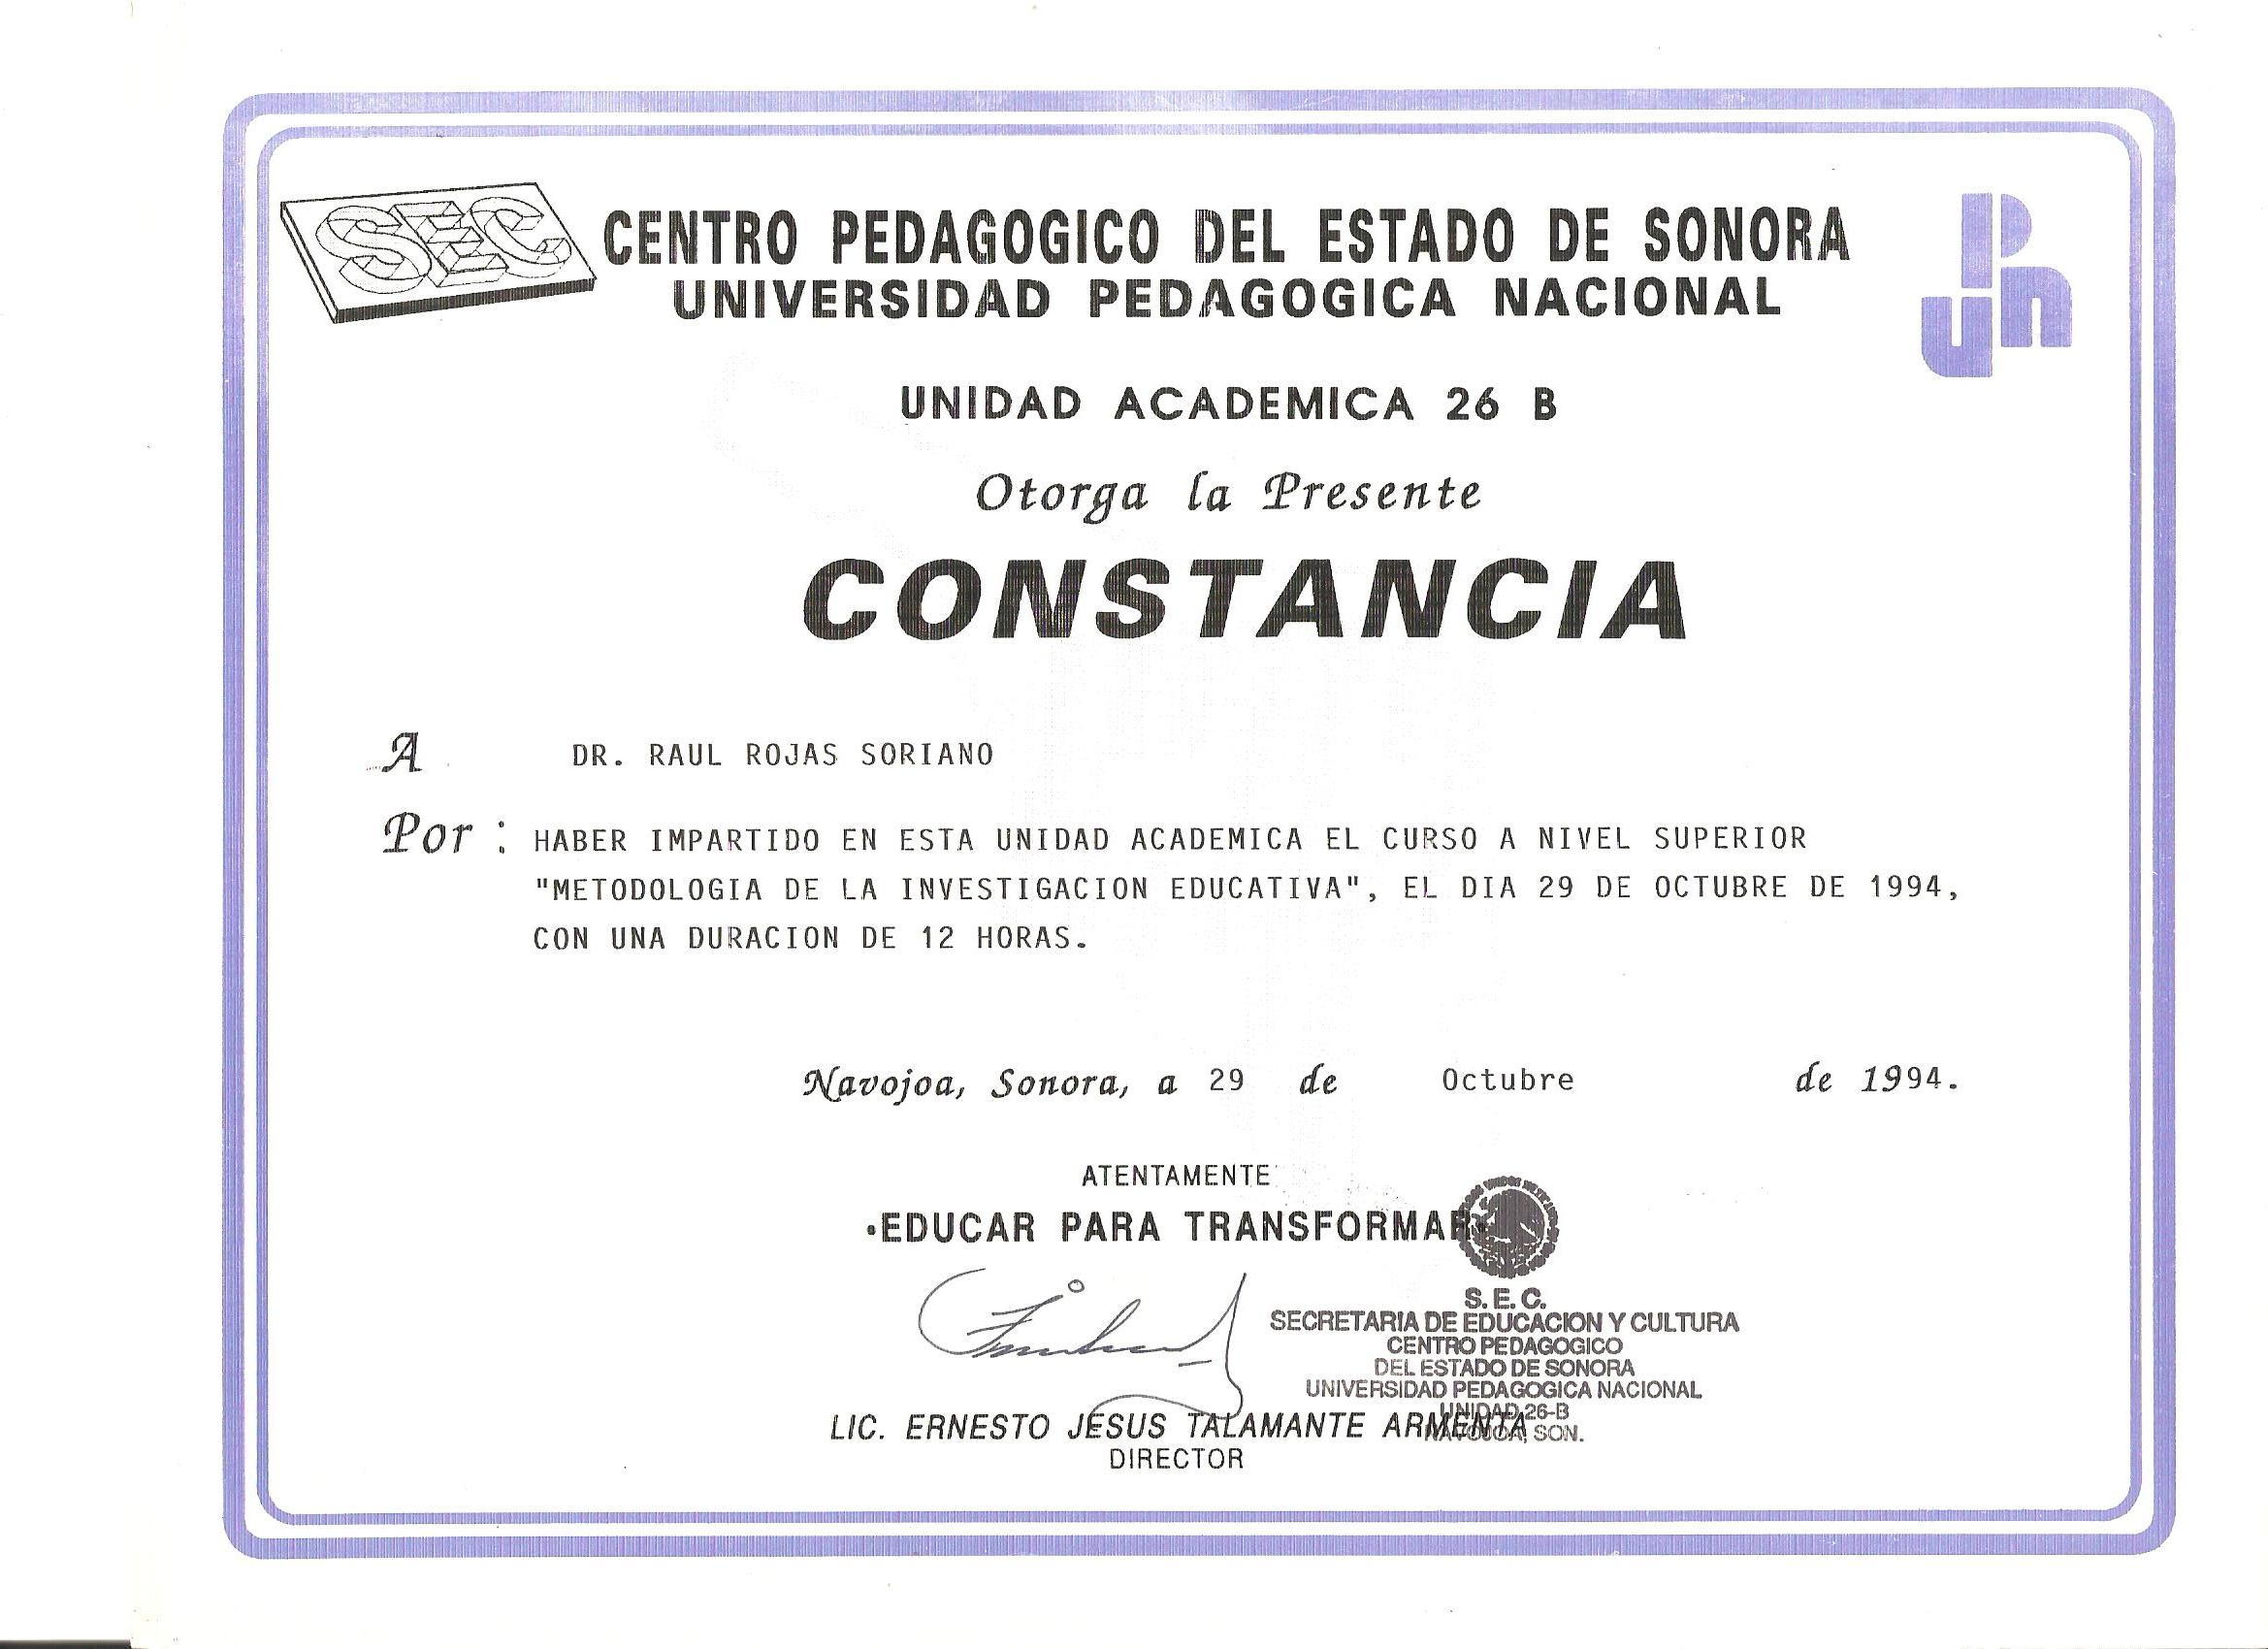 SEC
CENTRO PEDAGOGICO DEL ESTADO DE SONORA
UNIVERSIDAD PEDAGOGICA NACIONAL
upn
UNIDAD ACADEMICA 26 B
Otorga la Presente
CONSTANCIA
A DR. RAUL ROJAS SORIANO
Por : HABER IMPARTIDO EN ESTA UNIDAD ACADEMICA EL CURSO A NIVEL SUPERIOR
"METODOLOGIA DE LA INVESTIGACION EDUCATIVA", EL DIA 29 DE OCTUBRE DE 1994,
CON UNA DURACION DE 12 HORAS.
Navojoa, Sonora, a 29 de Octubre de 1994.
ATENTAMENTE
•EDUCAR PARA TRANSFORMAR•
S.E.C.
SECRETARIA DE EDUCACION Y CULTURA
CENTRO PEDAGOGICO
DEL ESTADO DE SONORA
UNIVERSIDAD PEDAGOGICA NACIONAL
UNIDAD 26-B
NAVOJOA, SON.
LIC. ERNESTO JESUS TALAMANTE ARMENTA
DIRECTOR